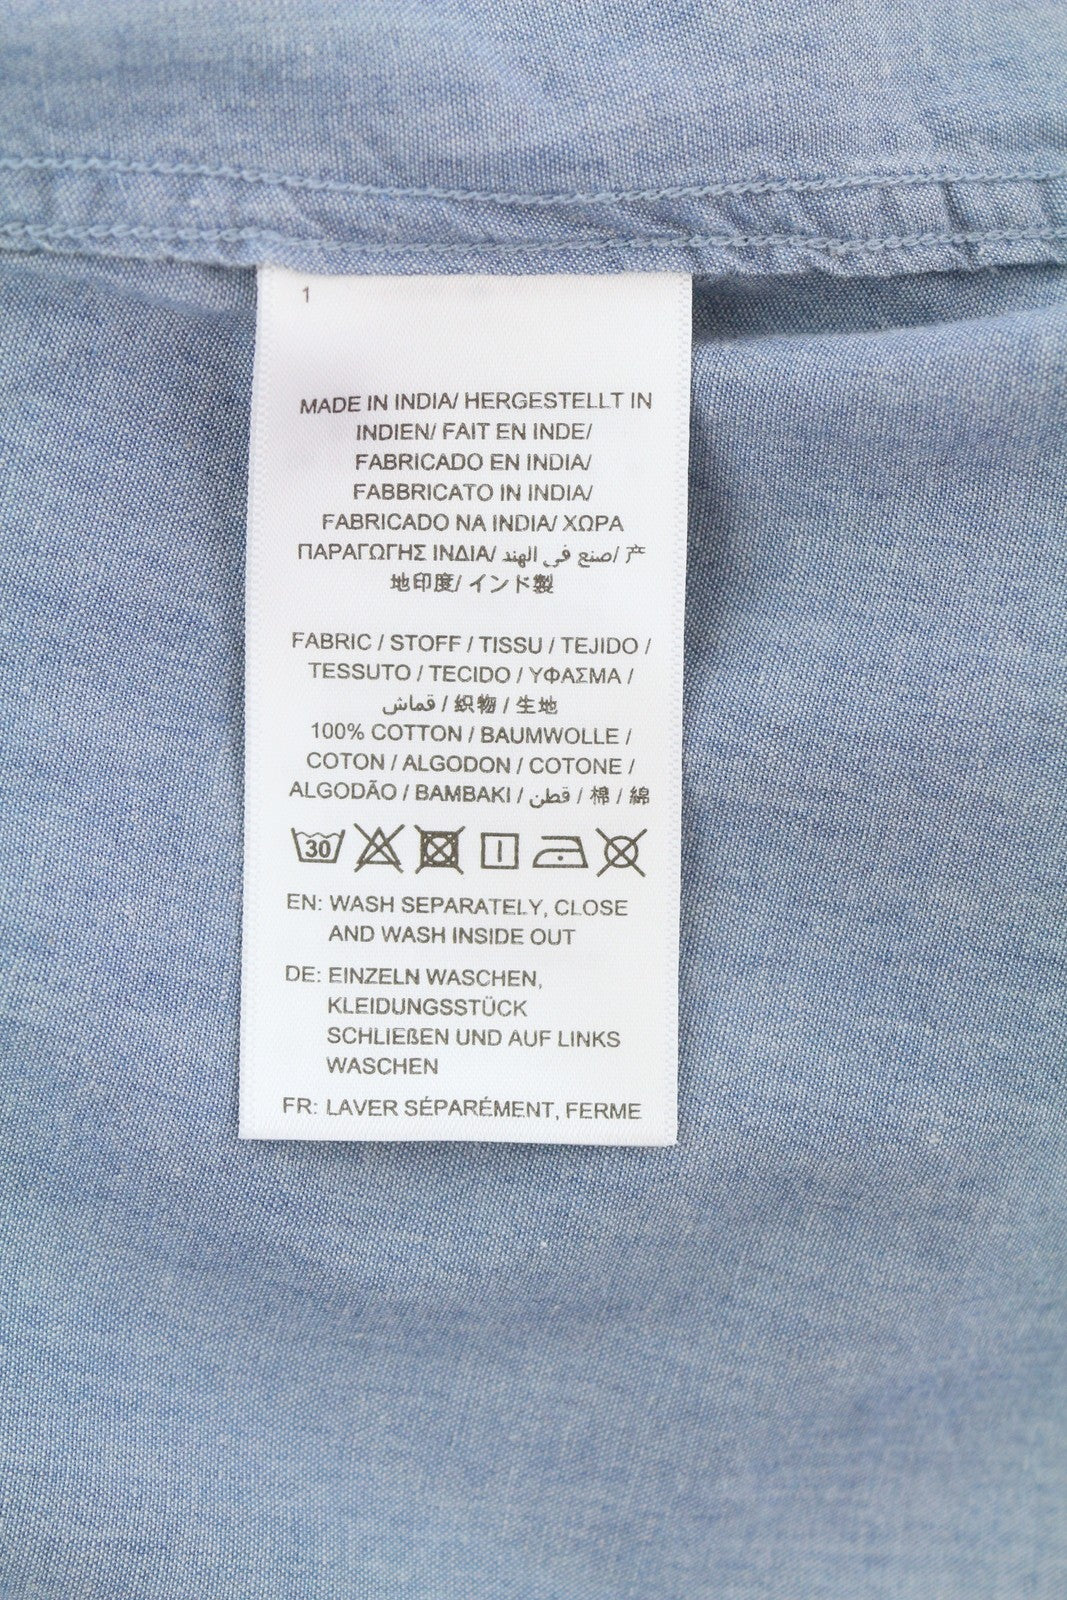 1
MADE IN INDIA/ HERGESTELLT IN
INDIEN/ FAIT EN INDE/
FABRICADO EN INDIA/
FABBRICATO IN INDIA/
FABRICADO NA INDIA/ ΧΩΡΑ
ΠΑΡΑΓΩΓΗΣ ΙΝΔΙΑ/ صنع في الهند/ 产
地印度/ インド製
FABRIC / STOFF / TISSU / TEJIDO /
TESSUTO / TECIDO / ΥΦΑΣΜΑ /
قماش / 織物 / 生地
100% COTTON / BAUMWOLLE /
COTON / ALGODON / COTONE /
ALGODÃO / BAMBAKI / قطن / 棉 / 綿
30
EN: WASH SEPARATELY, CLOSE
AND WASH INSIDE OUT
DE: EINZELN WASCHEN,
KLEIDUNGSSTÜCK
SCHLIEßEN UND AUF LINKS
WASCHEN
FR: LAVER SÉPARÉMENT, FERME